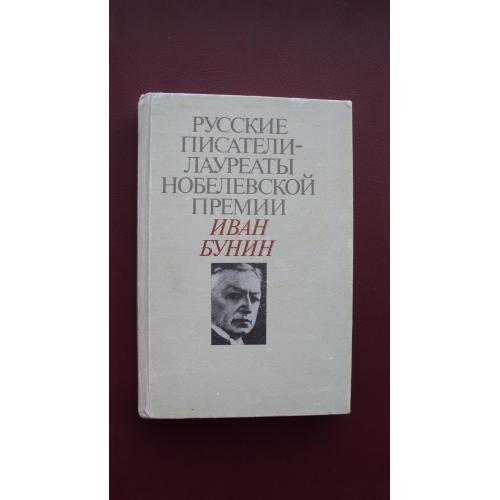 РУССКИЕ
ПИСАТЕЛИ-
ЛАУРЕАТЫ
НОБЕЛЕВСКОЙ
ПРЕМИИ
ИВАН
БУНИН